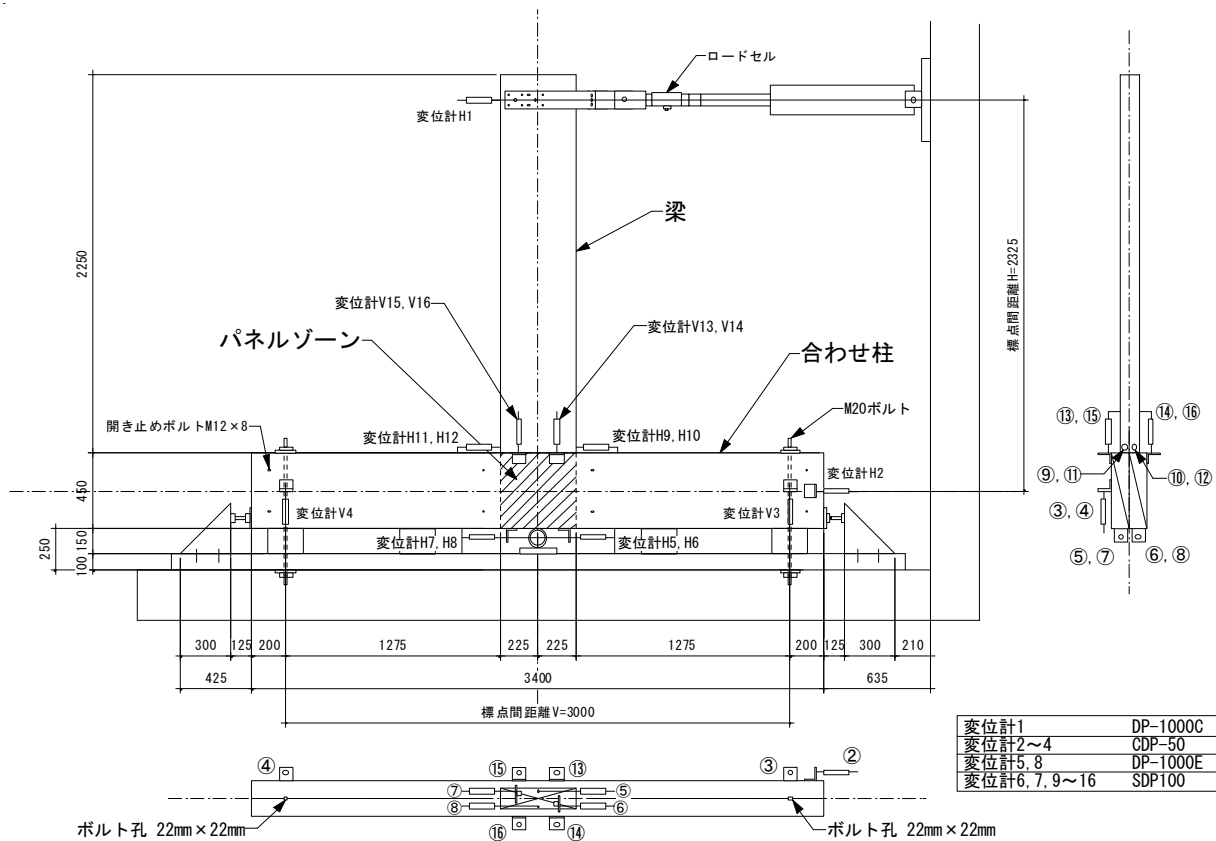 ロードセル
変位計H1
梁
2250
標点間距離H=2325
変位計V15, V16
変位計V13, V14
パネルゾーン
合わせ柱
M20ボルト
開き止めボルトM12×8
変位計H11, H12
変位計H9, H10
変位計H2
⑬, ⑮
⑭, ⑯
⑨, ⑪
⑩, ⑫
③, ④
⑤, ⑦
⑥, ⑧
450
250
150
100
変位計V4
変位計V3
変位計H7, H8
変位計H5, H6
300
125
200
1275
225
225
1275
200
125
300
210
425
3400
635
標点間距離V=3000
変位計1 DP-1000C
変位計2～4 CDP-50
変位計5,8 DP-1000E
変位計6,7,9～16 SDP100
④
⑮
⑬
③
②
⑦
⑤
⑧
⑥
⑯
⑭
ボルト孔 22mm×22mm
ボルト孔 22mm×22mm